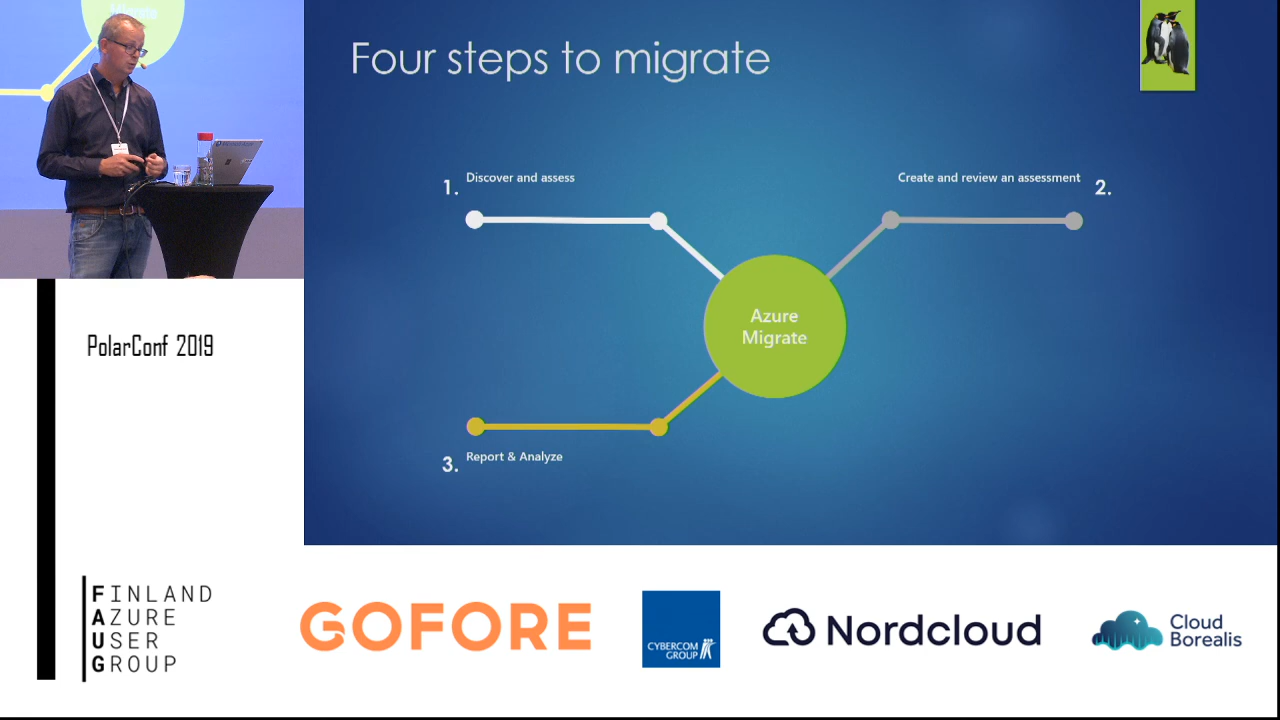 Four steps to migrate
1.
Discover and assess
Create and review an assessment
2.
Azure
Migrate
3.
Report & Analyze
Migrate
PolarConf 2019
FINLAND
AZURE
USER
GROUP
GOFORE
CYBERCOM
GROUP
Nordcloud
Cloud
Borealis